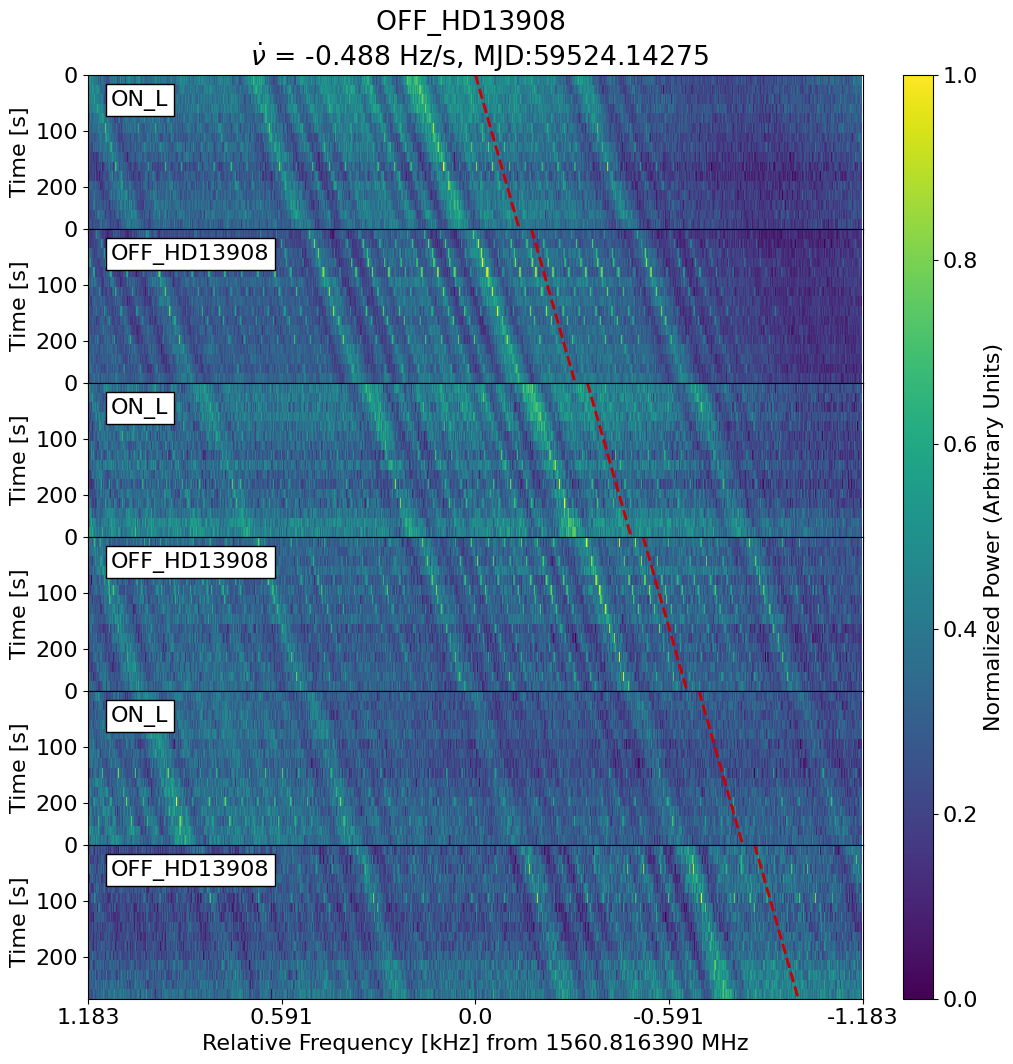 OFF_HD13908
ν̇ = -0.488 Hz/s, MJD:59524.14275
0
ON_L
100
Time [s]
200
0
OFF_HD13908
100
Time [s]
200
0
ON_L
100
Time [s]
200
0
OFF_HD13908
100
Time [s]
200
0
ON_L
100
Time [s]
200
0
OFF_HD13908
100
Time [s]
200
1.183 0.591 0.0 -0.591 -1.183
Relative Frequency [kHz] from 1560.816390 MHz
1.0
0.8
0.6
0.4
0.2
0.0
Normalized Power (Arbitrary Units)